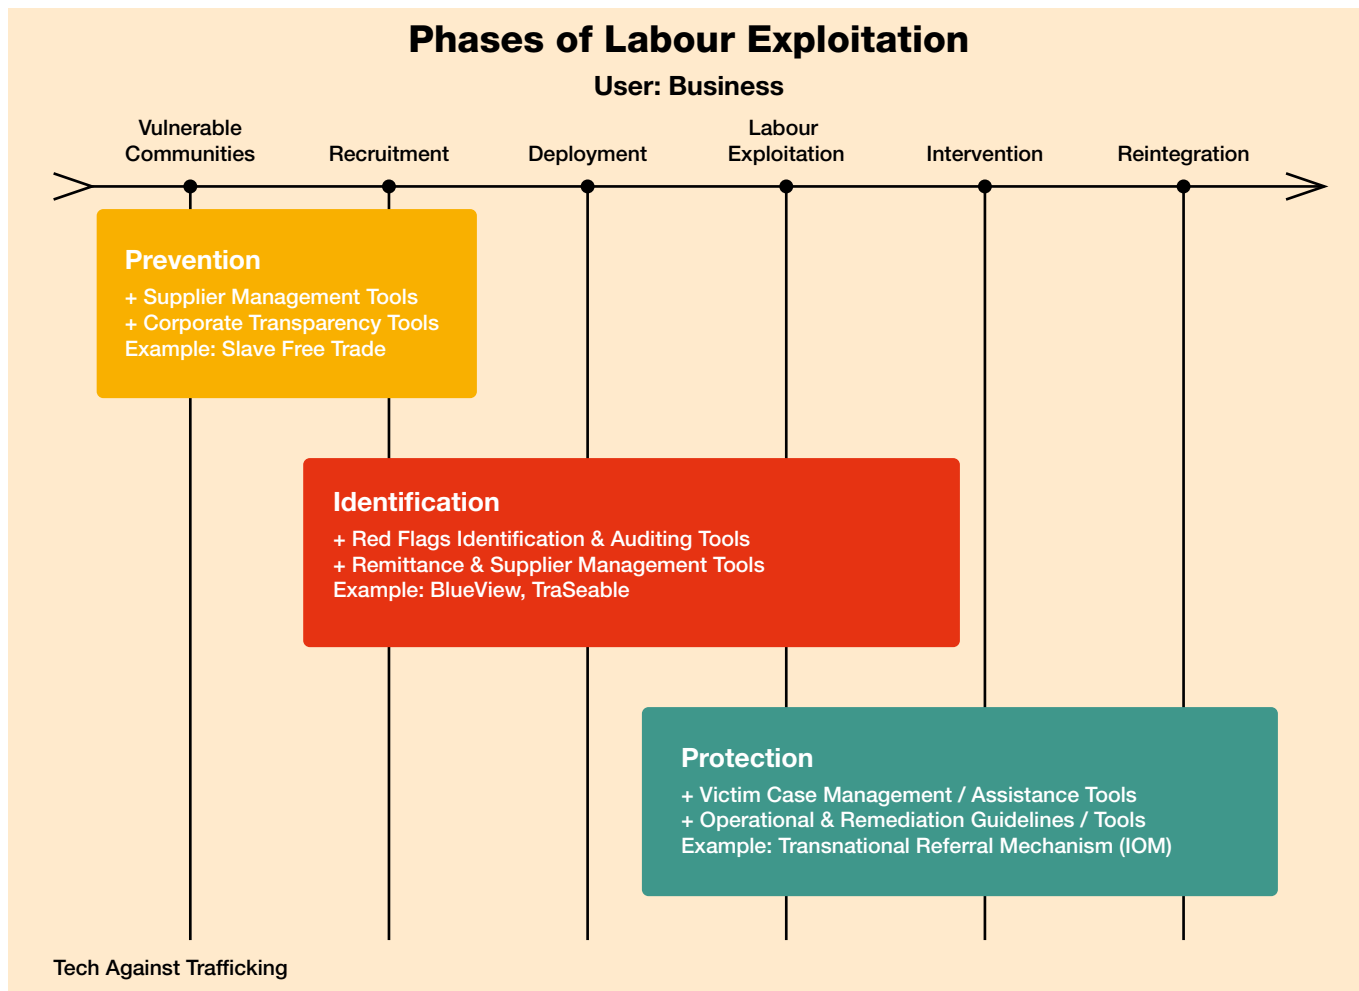 Phases of Labour Exploitation
User: Business
Vulnerable
Communities
Recruitment
Deployment
Labour
Exploitation
Intervention
Reintegration
Prevention
+ Supplier Management Tools
+ Corporate Transparency Tools
Example: Slave Free Trade
Identification
+ Red Flags Identification & Auditing Tools
+ Remittance & Supplier Management Tools
Example: BlueView, TraSeable
Protection
+ Victim Case Management / Assistance Tools
+ Operational & Remediation Guidelines / Tools
Example: Transnational Referral Mechanism (IOM)
Tech Against Trafficking